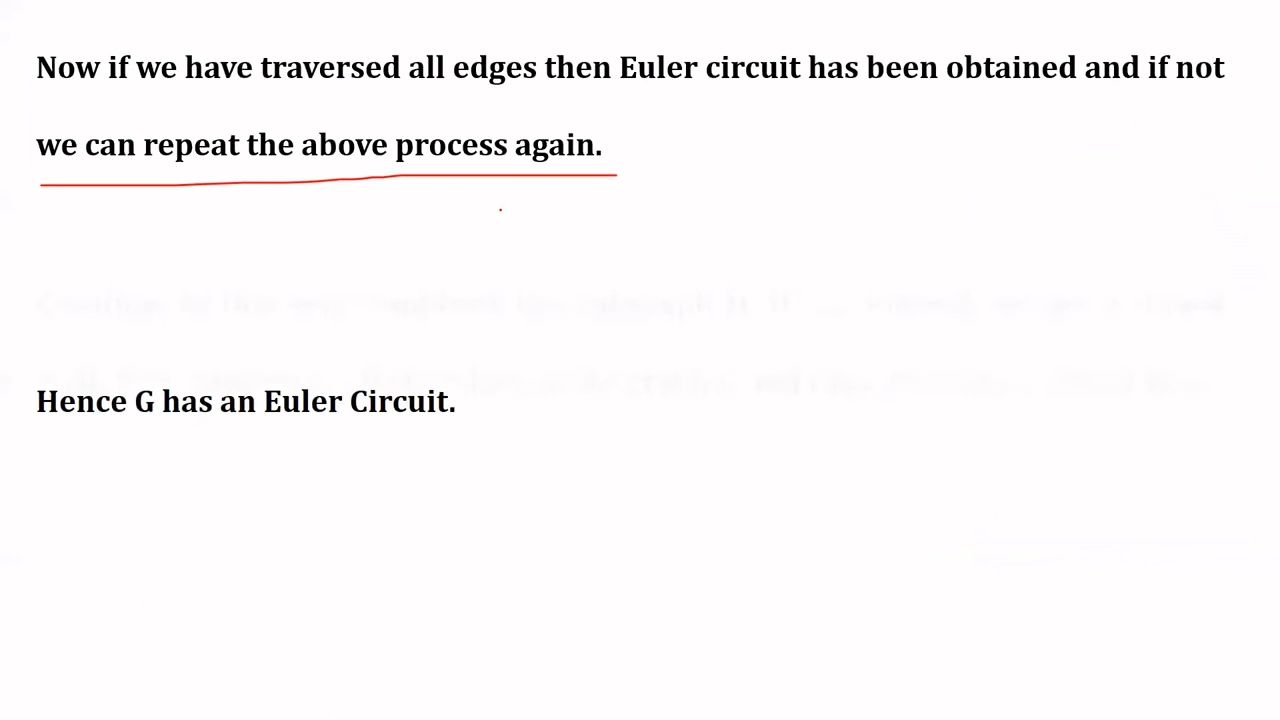 Now if we have traversed all edges then Euler circuit has been obtained and if not
we can repeat the above process again.
Hence G has an Euler Circuit.